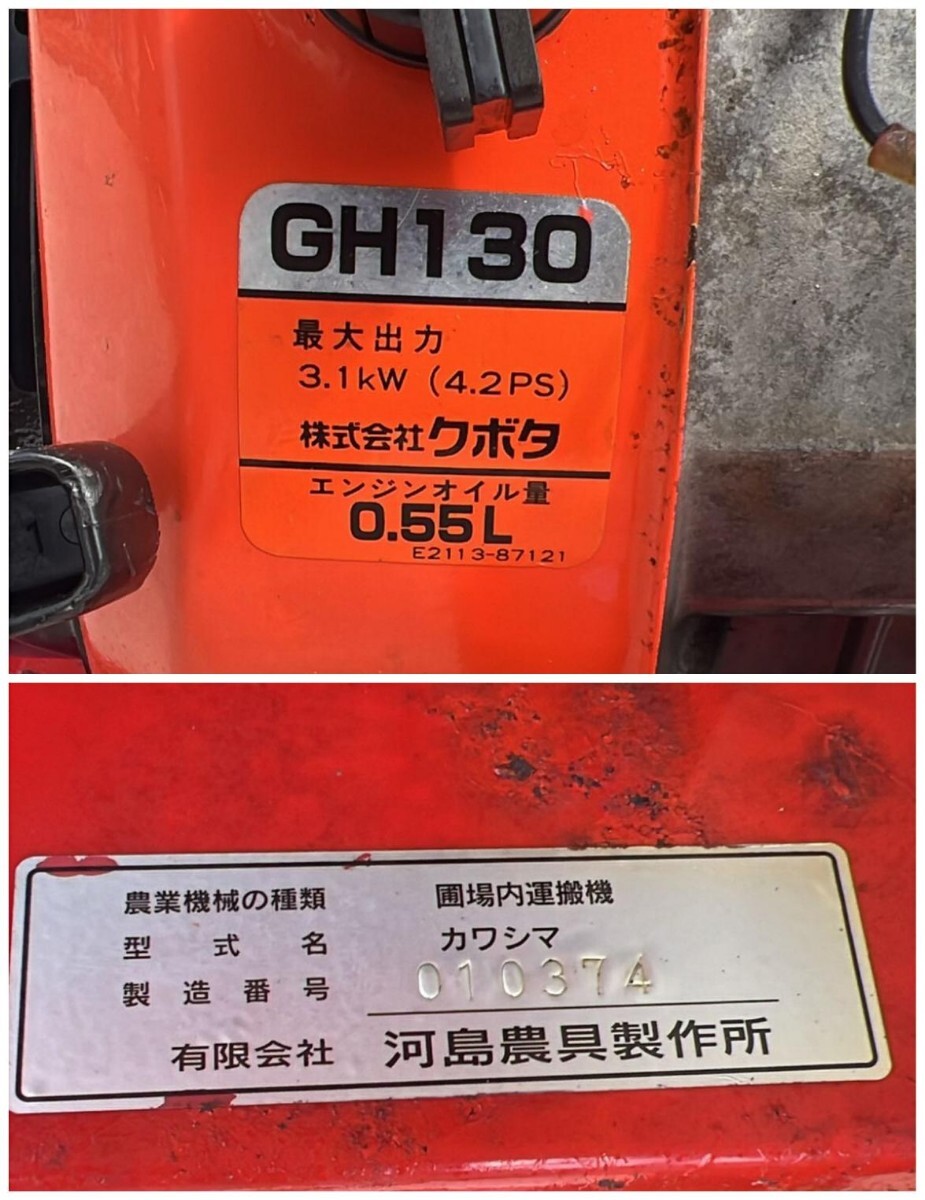 GH130
最大出力
3.1kW (4.2PS)
株式会社クボタ
エンジンオイル量
0.55L
E2113-87121
農業機械の種類 圃場内運搬機
型式名 カワシマ
製造番号 010374
有限会社 河島農具製作所